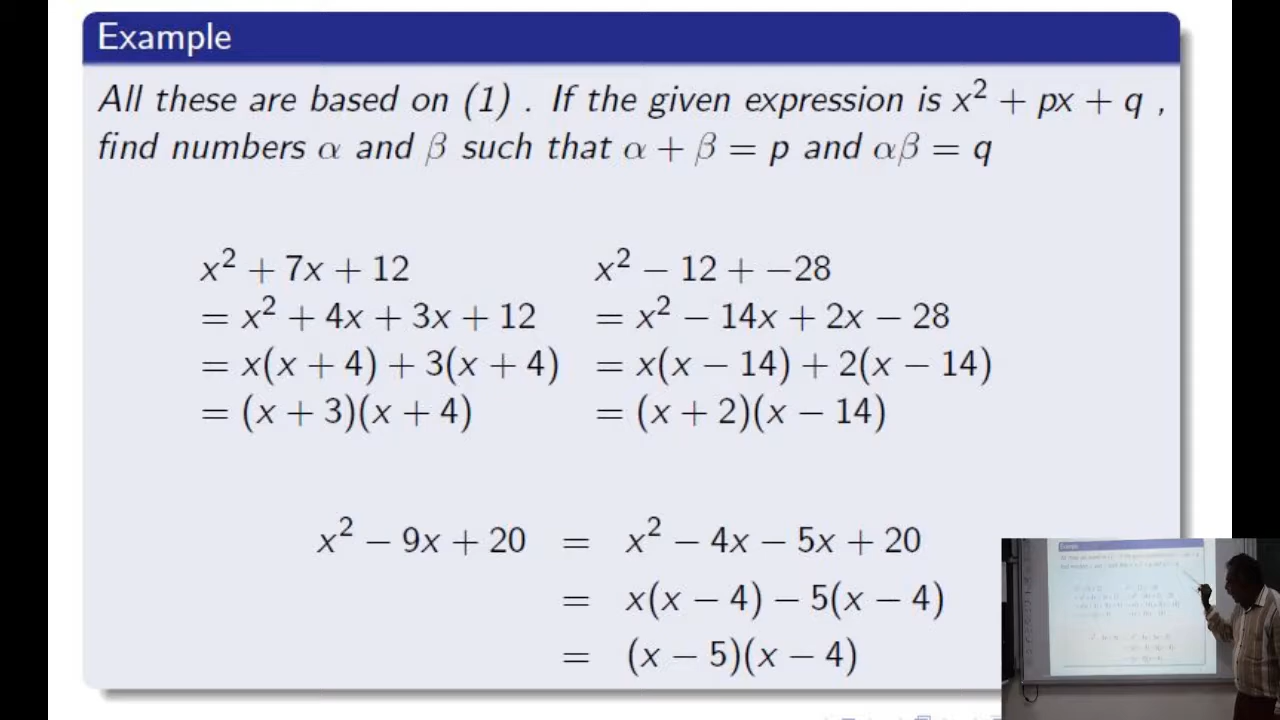 Example
All these are based on (1) . If the given expression is x² + px + q ,
find numbers α and β such that α + β = p and αβ = q
x² + 7x + 12
= x² + 4x + 3x + 12
= x(x + 4) + 3(x + 4)
= (x + 3)(x + 4)
x² − 12 + −28
= x² − 14x + 2x − 28
= x(x − 14) + 2(x − 14)
= (x + 2)(x − 14)
x² − 9x + 20 = x² − 4x − 5x + 20
= x(x − 4) − 5(x − 4)
= (x − 5)(x − 4)